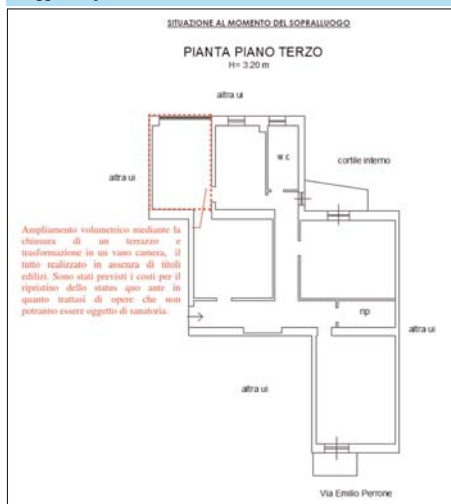 SITUAZIONE AL MOMENTO DEL SOPRALLUOGO
PIANTA PIANO TERZO
H= 3.20 m
altra ui
w.c
cortile interno
altra ui
Ampliamento volumetrico mediante la
chiusura di un terrazzo e
trasformazione in un vano camera, il
tutto realizzato in assenza di titoli
edilizi. Sono stati previsti i costi per il
ripristino dello status quo ante in
quanto trattasi di opere che non
potranno essere oggetto di sanatoria.
rip
altra ui
altra ui
Via Emilio Perrone